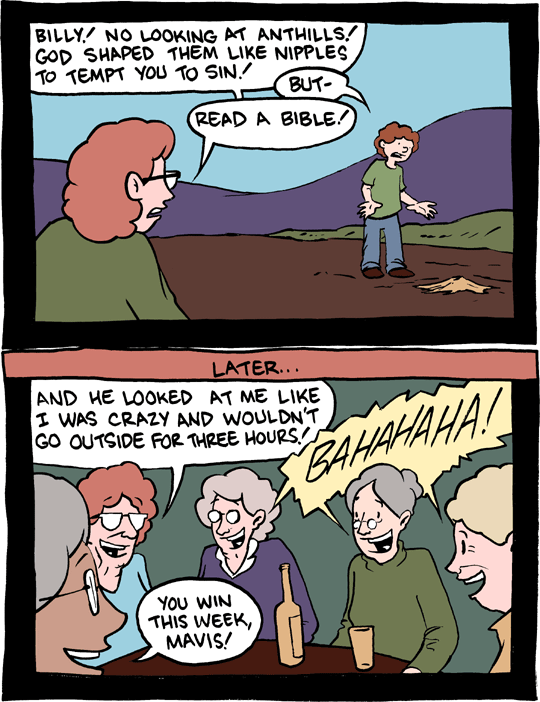 BILLY! NO LOOKING AT ANTHILLS!
GOD SHAPED THEM LIKE NIPPLES
TO TEMPT YOU TO SIN!
BUT-
READ A BIBLE!
LATER...
AND HE LOOKED AT ME LIKE
I WAS CRAZY AND WOULDN'T
GO OUTSIDE FOR THREE HOURS!
BAHAHAHA!
YOU WIN
THIS WEEK,
MAVIS!